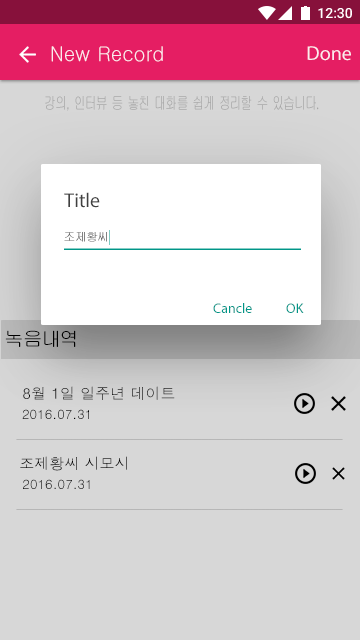 12:30
New Record Done
강의, 인터뷰 등 놓친 대화를 쉽게 정리할 수 있습니다.
Title
조제황씨
Cancle OK
녹음내역
8월 1일 일주년 데이트
2016.07.31
조제황씨 시모시
2016.07.31